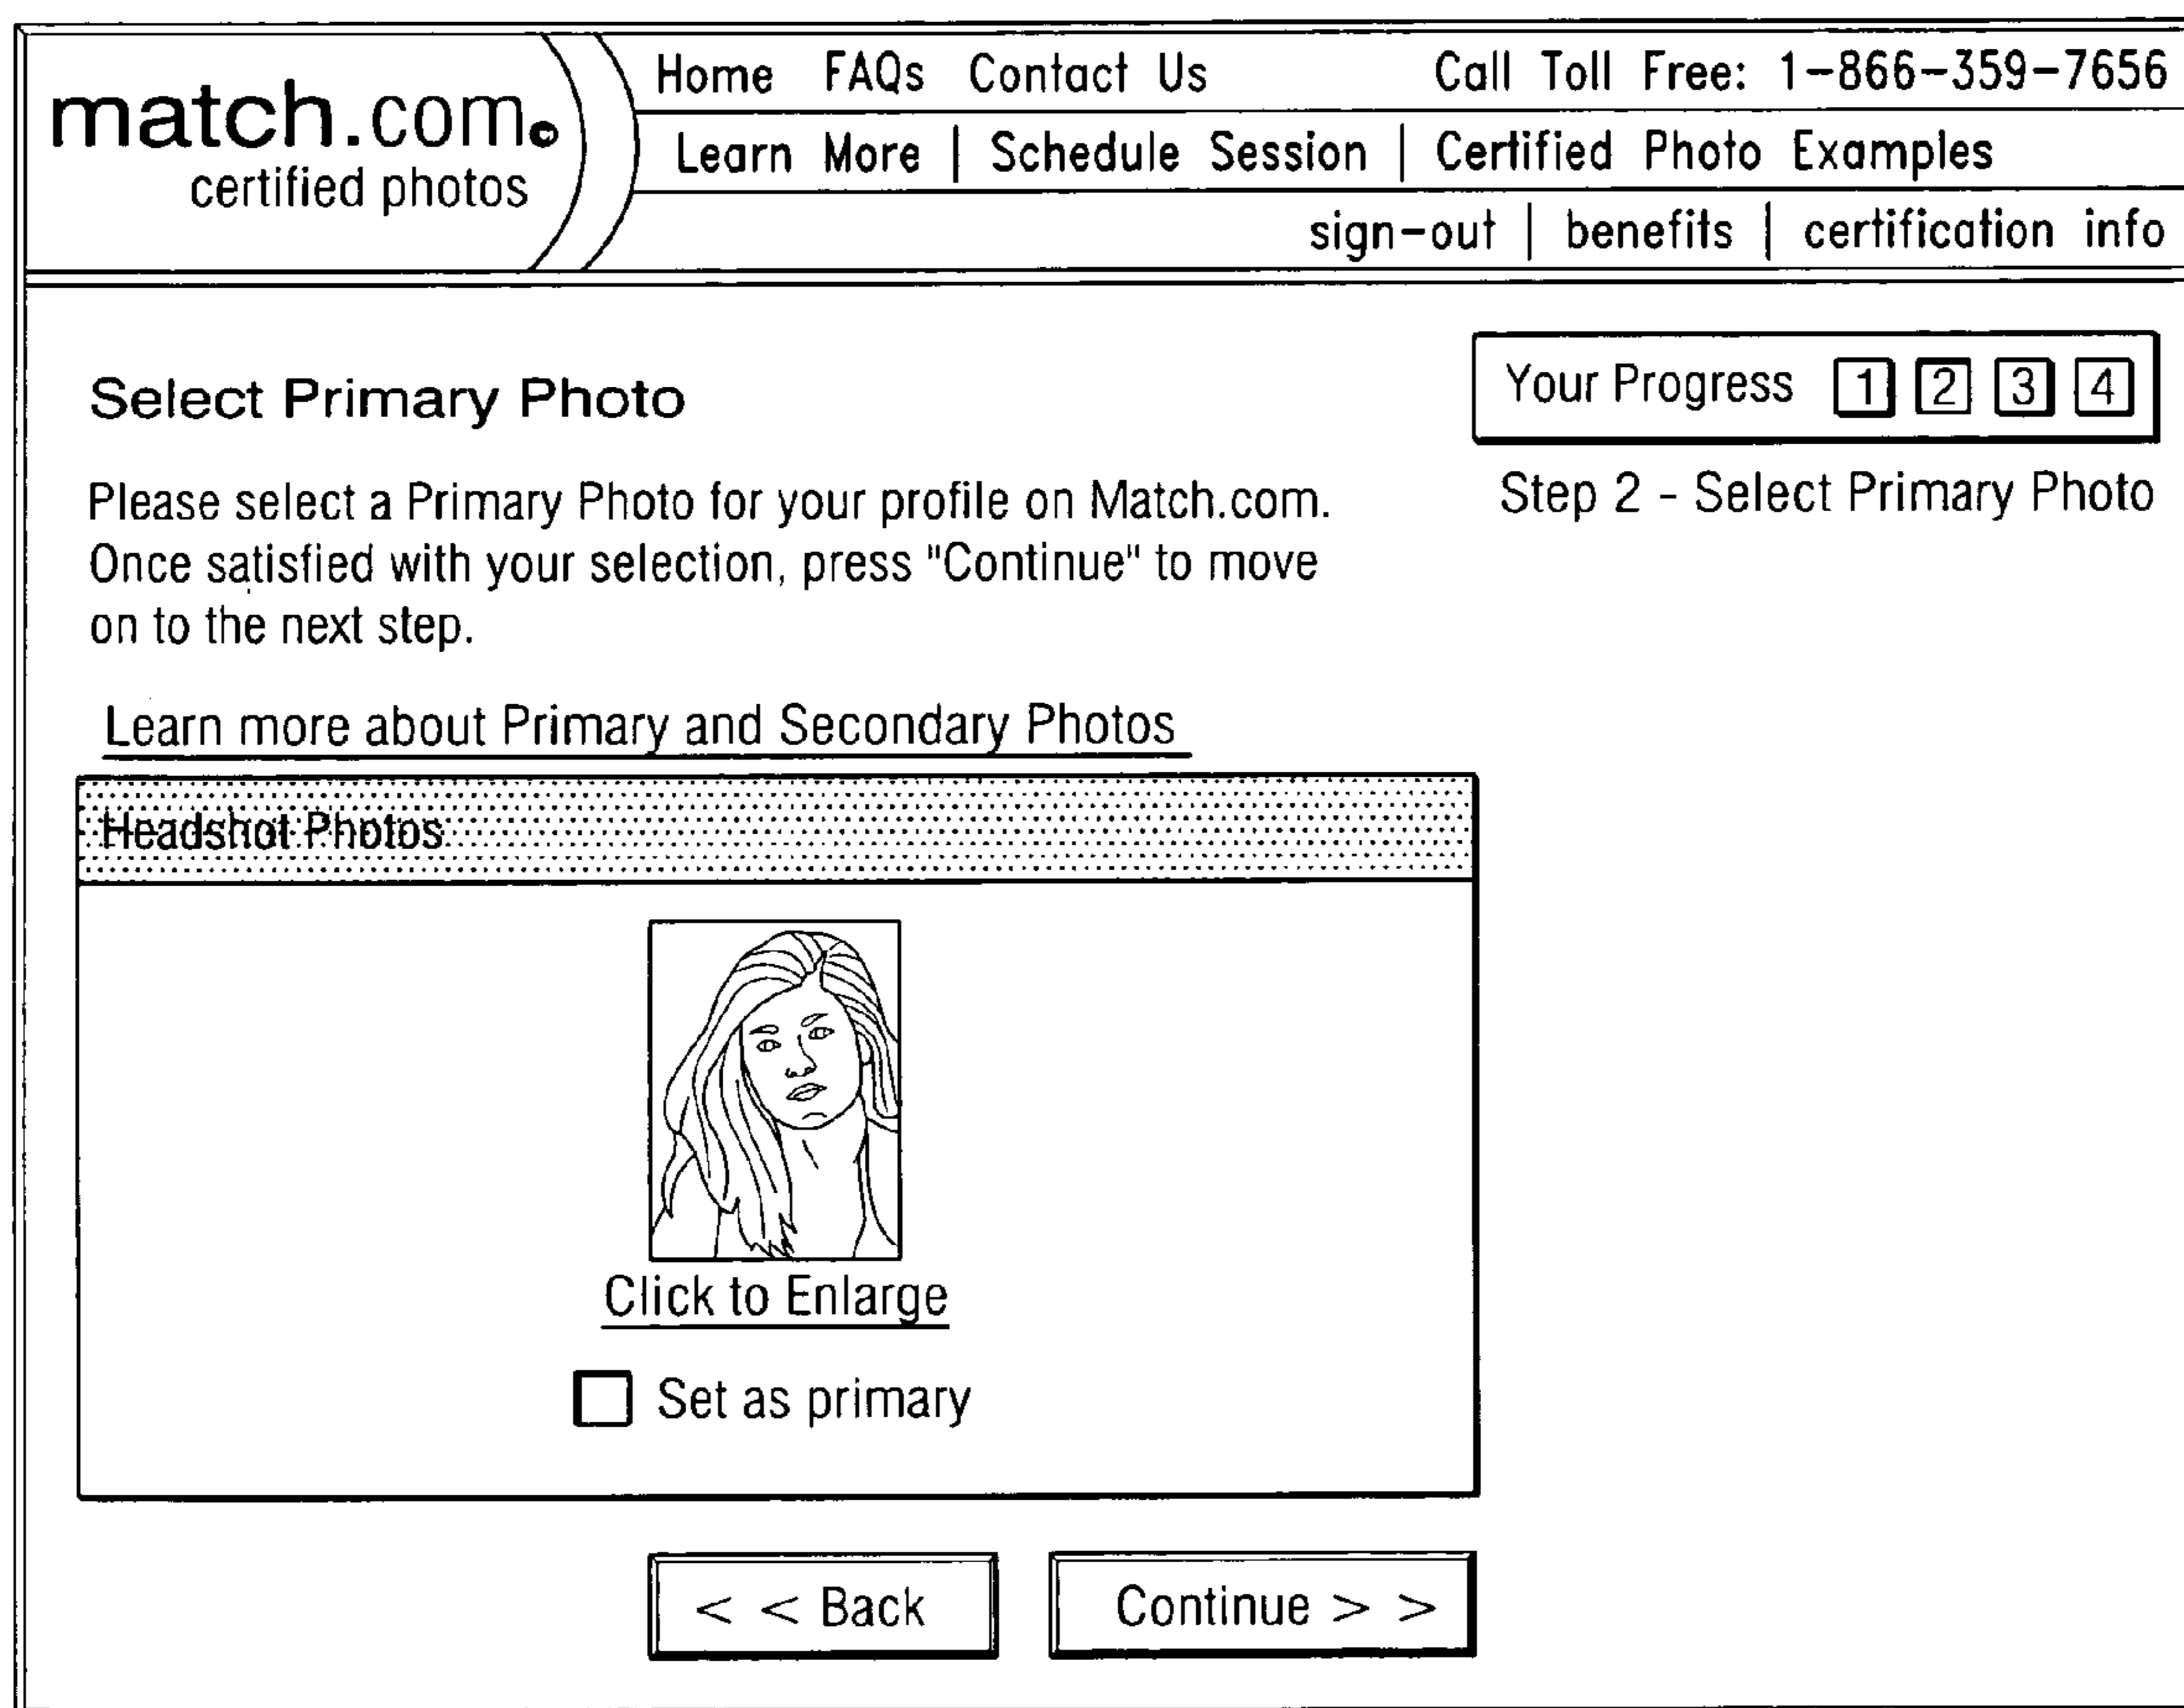 match.com
certified photos
Home FAQs Contact Us Call Toll Free: 1-866-359-7656
Learn More | Schedule Session | Certified Photo Examples
sign-out | benefits | certification info
Select Primary Photo
Your Progress 1 2 3 4
Step 2 - Select Primary Photo
Please select a Primary Photo for your profile on Match.com.
Once satisfied with your selection, press "Continue" to move
on to the next step.
Learn more about Primary and Secondary Photos
Headshot Photos
Click to Enlarge
Set as primary
< < Back Continue > >